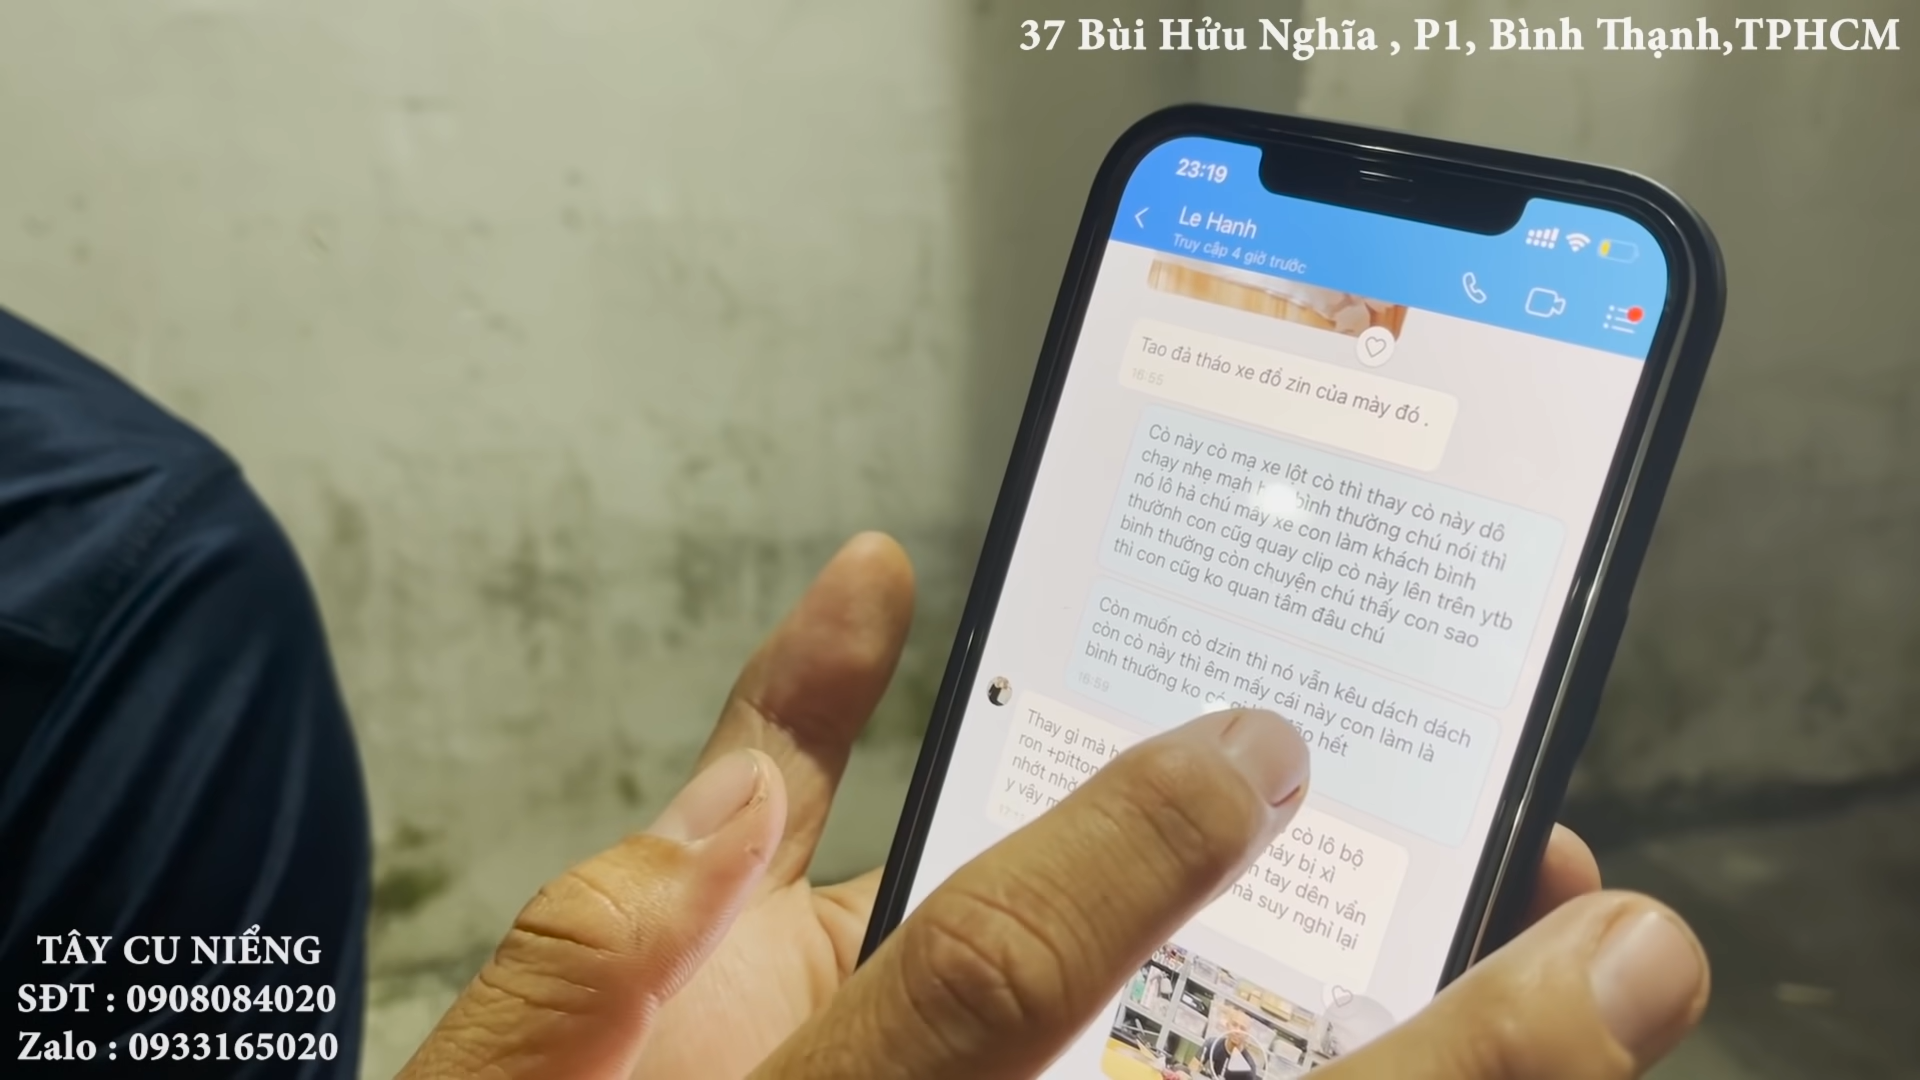 37 Bùi Hửu Nghĩa , P1, Bình Thạnh,TPHCM
23:19
Le Hanh
Truy cập 4 giờ trước
Tao đả tháo xe đồ zin của mày đó .
16:55
Cò này cò mạ xe lột cò thì thay cò này dô
chạy nhẹ mạh bình thường chú nói thì
nó lô hả chú mấy xe con làm khách bình
thườnh con cũg quay clip cò này lên trên ytb
bình thường còn chuyện chú thấy con sao
thì con cũg ko quan tâm đâu chú
Còn muốn cò dzin thì nó vẫn kêu dách dách
còn cò này thì êm mấy cái này con làm là
bình thường ko có hết
16:59
Thay gì mà cò lô bộ
ron +pitton máy bị xì
nhớt nhờ tay dên vẩn
y vậy mà suy nghỉ lại
TÂY CU NIỂNG
SĐT : 0908084020
Zalo : 0933165020